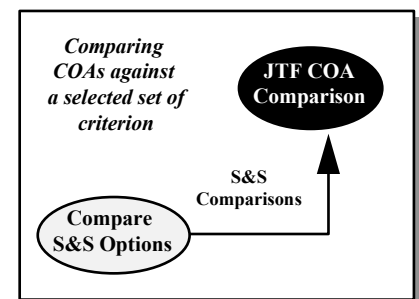 Comparing
COAs against
a selected set of
criterion
JTF COA
Comparison
S&S
Comparisons
Compare
S&S Options